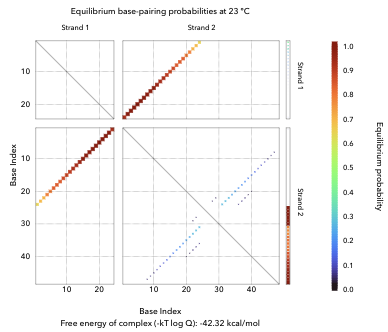 Equilibrium base-pairing probabilities at 23 °C
Strand 1
Strand 2
10
20
Strand 1
10
20
30
40
Strand 2
Base Index
10
20
10
20
30
40
1.0
0.9
0.8
0.7
0.6
0.5
0.4
0.3
0.2
0.1
0.0
Equilibrium probability
Base Index
Free energy of complex (-kT log Q): -42.32 kcal/mol